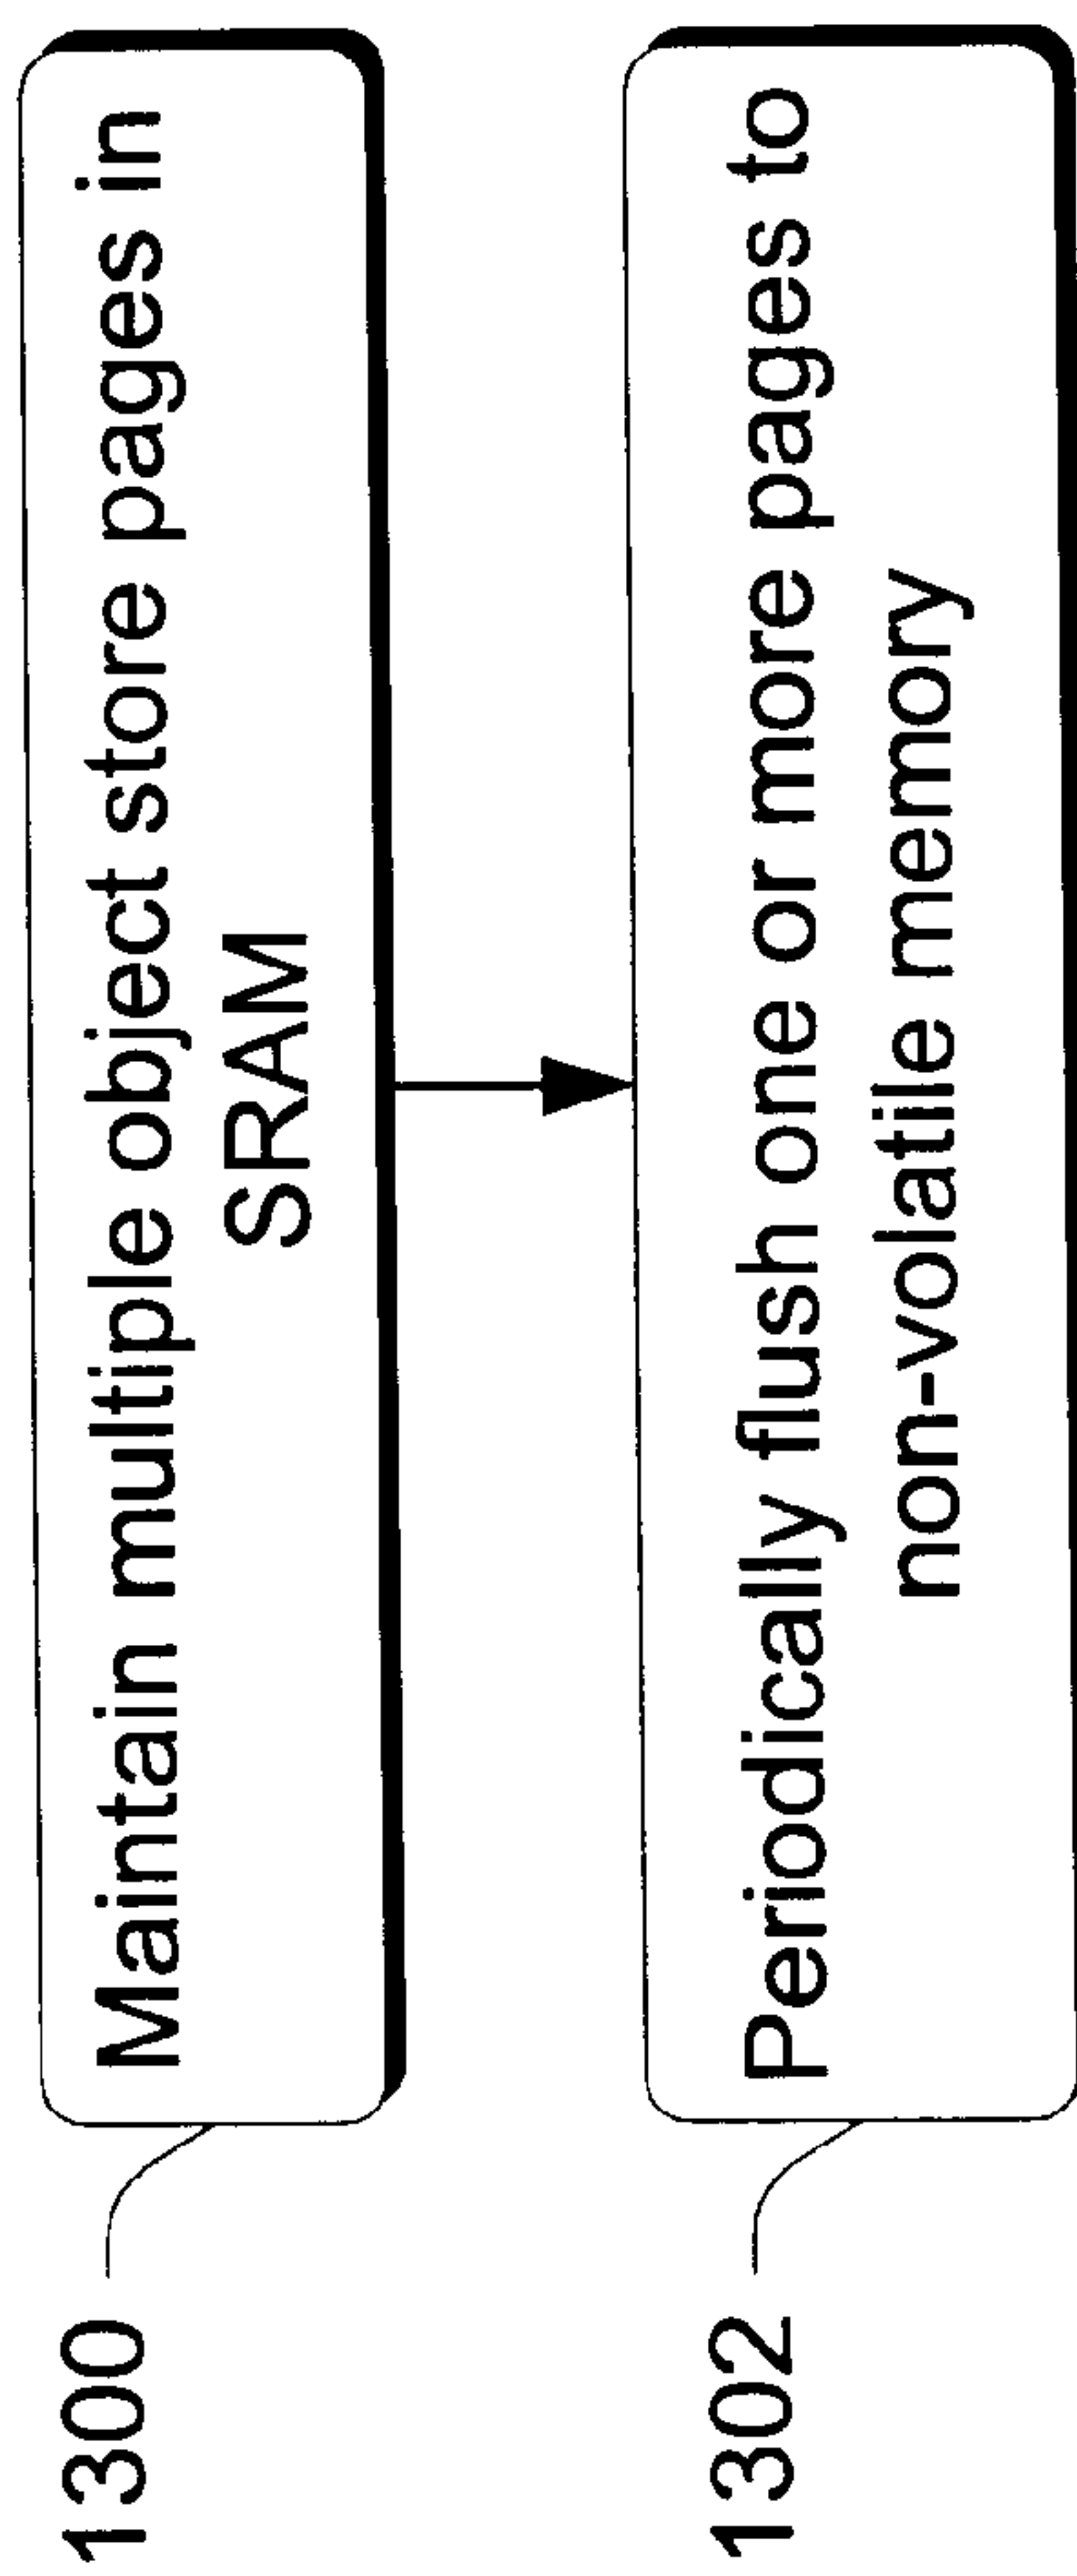 1300
Maintain multiple object store pages in
SRAM
1302
Periodically flush one or more pages to
non-volatile memory